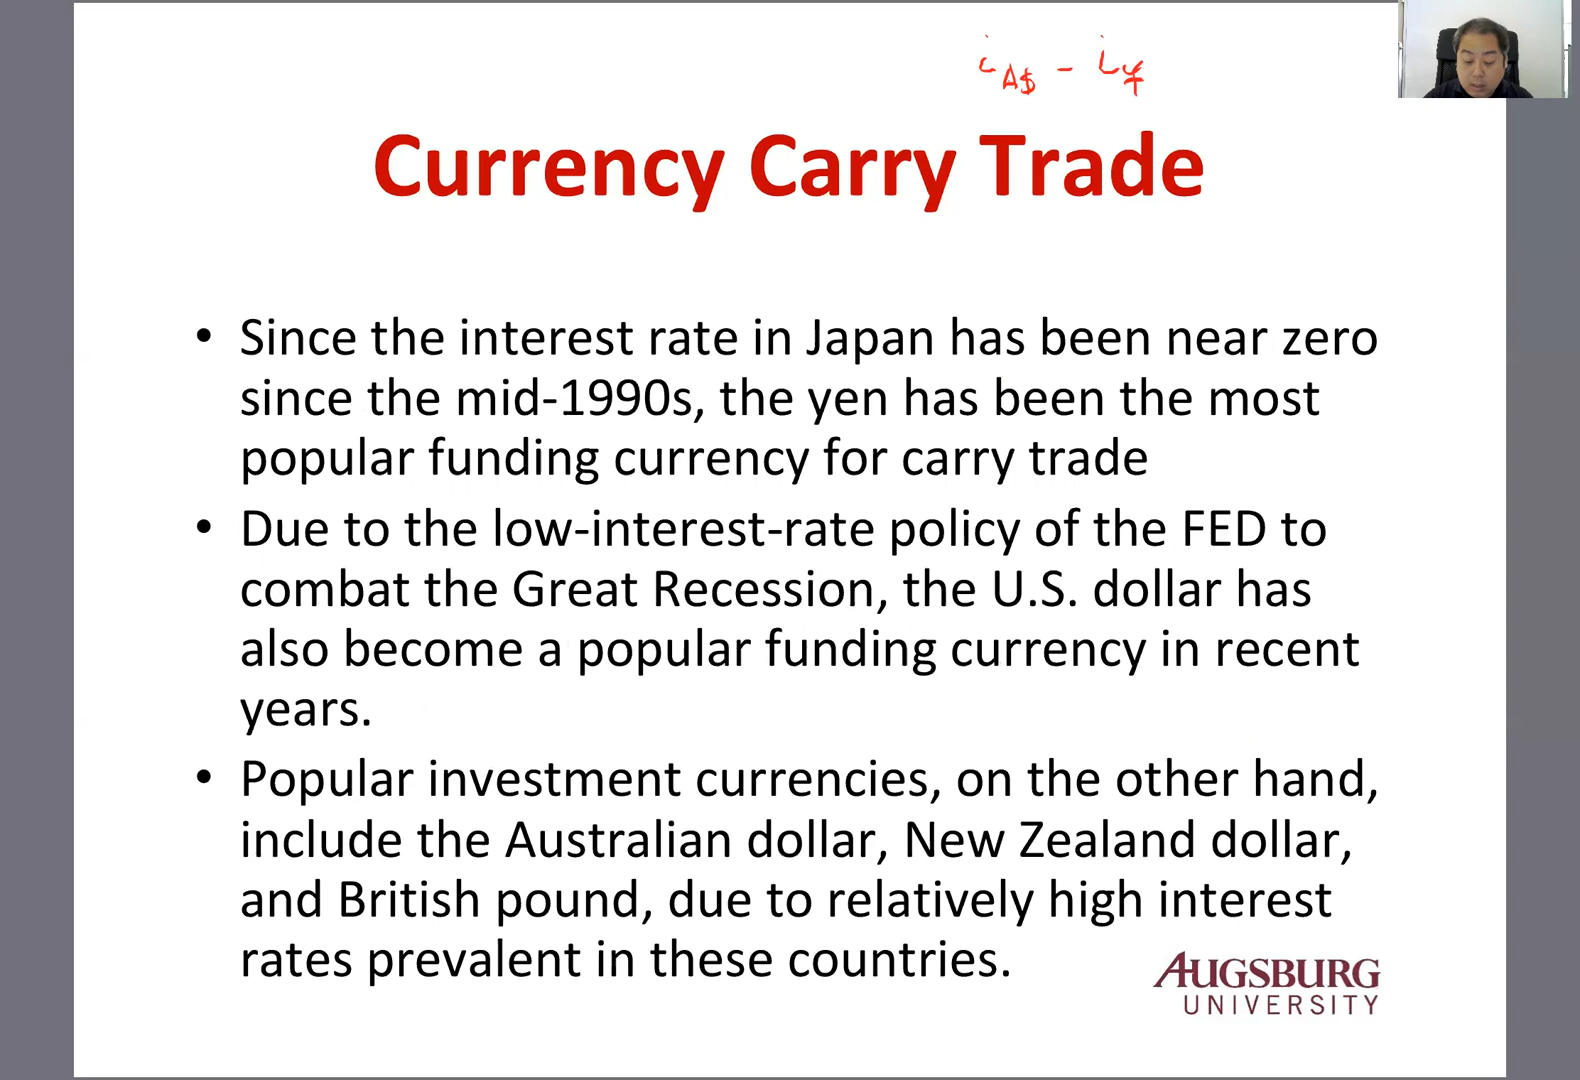 i A$ - i ¥
Currency Carry Trade
• Since the interest rate in Japan has been near zero
since the mid-1990s, the yen has been the most
popular funding currency for carry trade
• Due to the low-interest-rate policy of the FED to
combat the Great Recession, the U.S. dollar has
also become a popular funding currency in recent
years.
• Popular investment currencies, on the other hand,
include the Australian dollar, New Zealand dollar,
and British pound, due to relatively high interest
rates prevalent in these countries.
AUGSBURG
UNIVERSITY